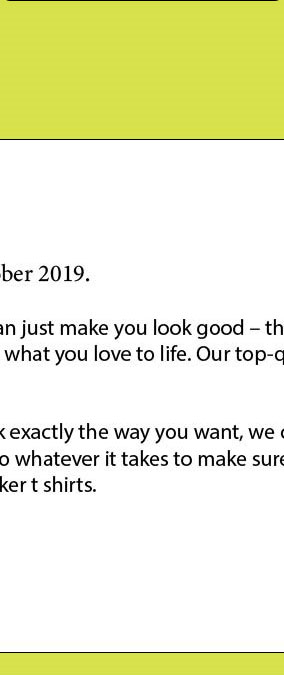 ber 2019.
an just make you look good – th
what you love to life. Our top-q
k exactly the way you want, we
o whatever it takes to make sure
ker t shirts.